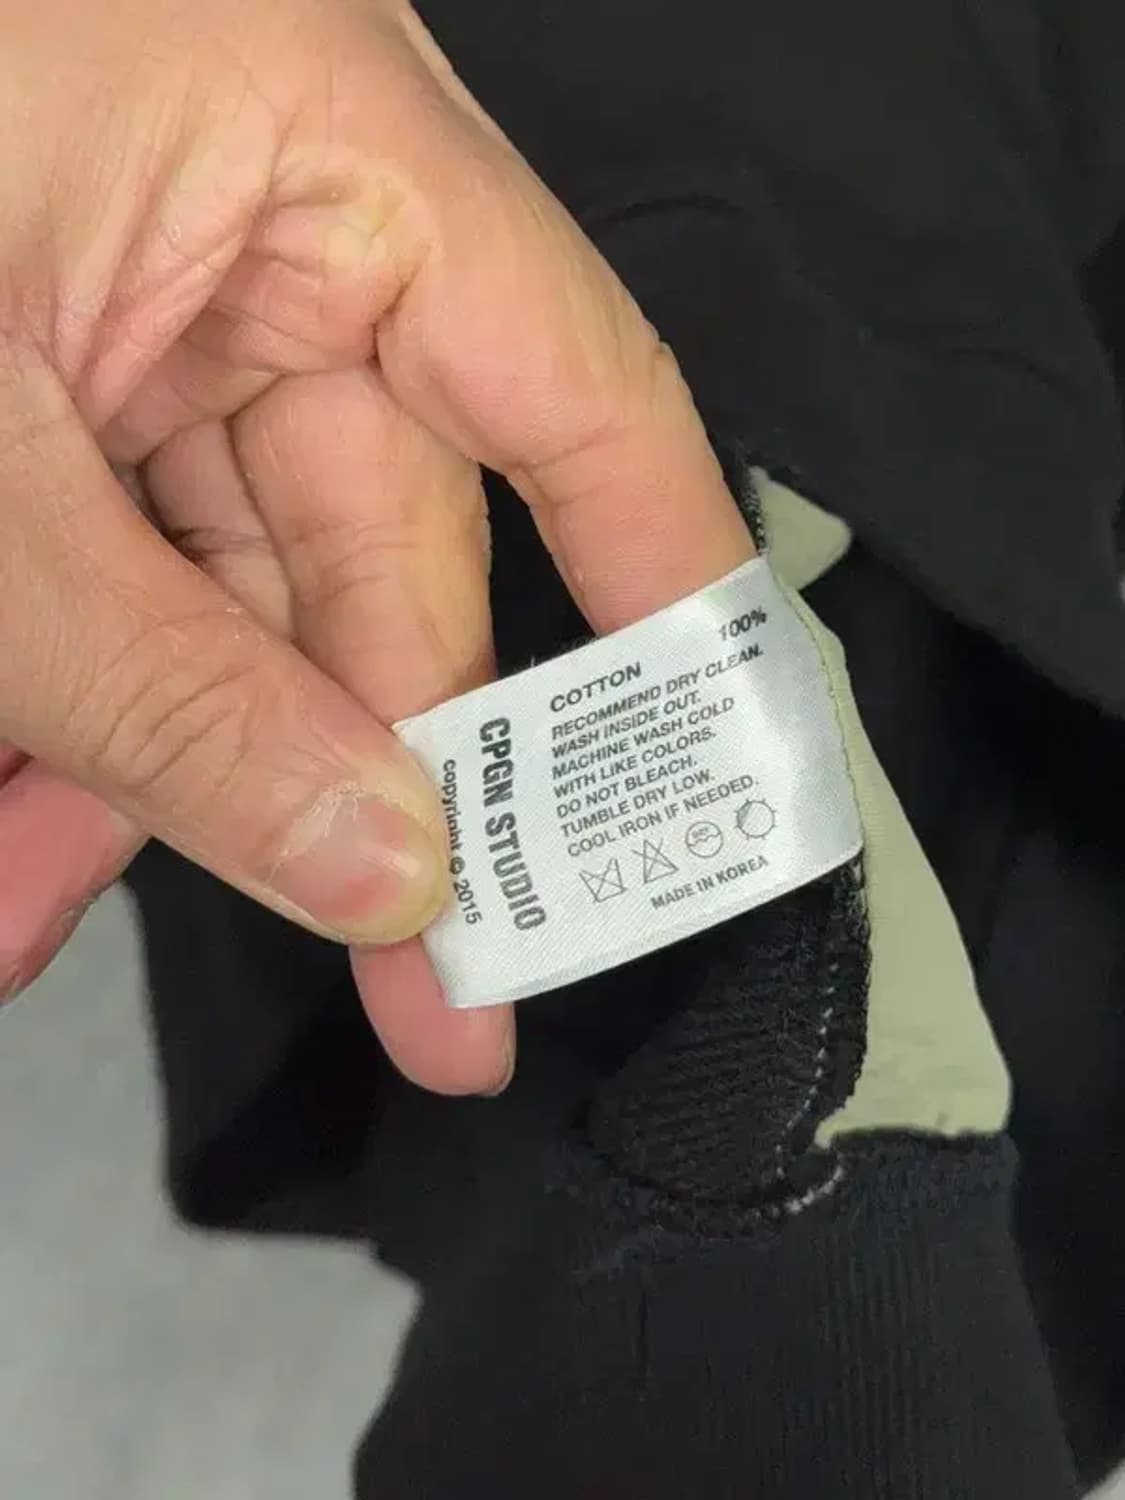 COTTON 100%
RECOMMEND DRY CLEAN.
WASH INSIDE OUT.
MACHINE WASH COLD
WITH LIKE COLORS.
DO NOT BLEACH.
TUMBLE DRY LOW.
COOL IRON IF NEEDED.
DRY
MADE IN KOREA
CPGN STUDIO
copyright © 2015